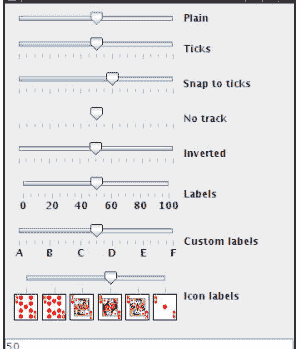 Plain
Ticks
Snap to ticks
No track
Inverted
Labels
0 20 40 60 80 100
Custom labels
A B C D E F
Icon labels
50